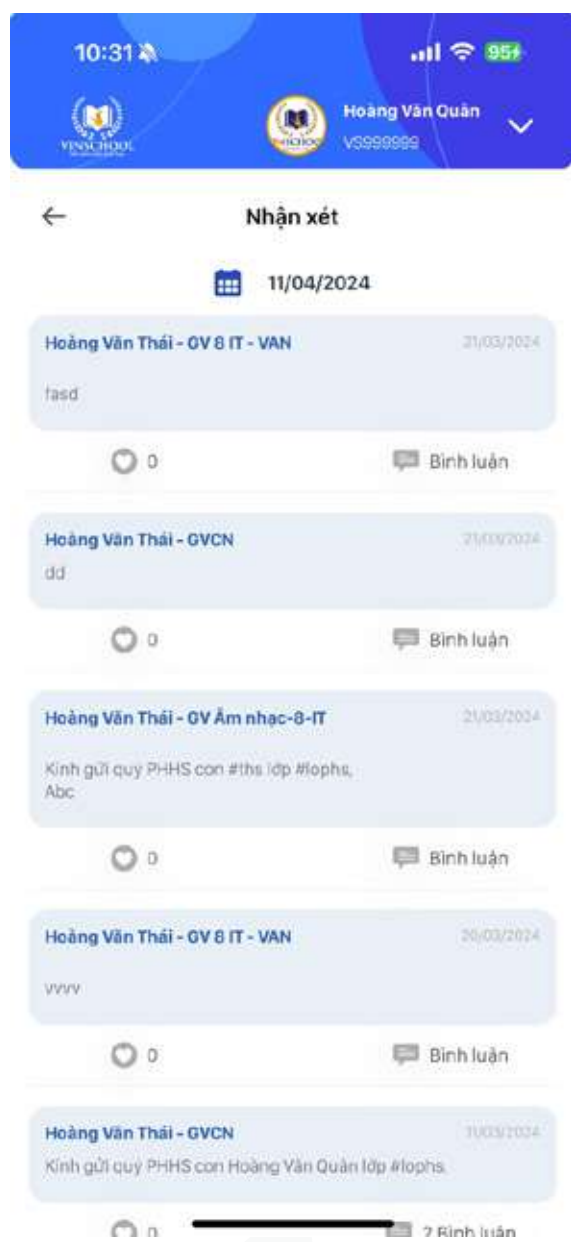 10:31
95
Hoàng Văn Quân
VINSCHOOL
VS999999
Nhận xét
11/04/2024
Hoàng Văn Thái - GV 8 IT - VAN
21/03/2024
fasd
0
Bình luận
Hoàng Văn Thái - GVCN
21/03/2024
dd
0
Bình luận
Hoàng Văn Thái - GV Âm nhạc-8-IT
21/03/2024
Kính gửi quý PHHS con #ths lớp #lophs,
Abc
0
Bình luận
Hoàng Văn Thái - GV 8 IT - VAN
20/03/2024
vvvv
0
Bình luận
Hoàng Văn Thái - GVCN
11/03/2024
Kính gửi quý PHHS con Hoàng Văn Quân lớp #lophs,
0
2 Bình luận